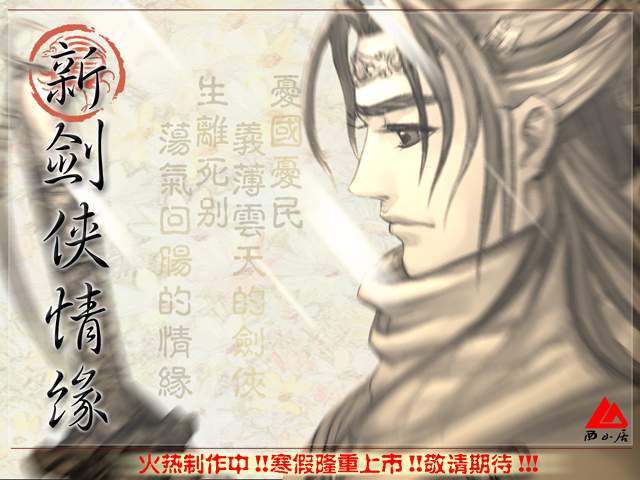 新劍俠情缘
憂國憂民
義薄雲天的劍俠
生離死別
蕩氣回腸的情緣
西山居
火热制作中!!寒假隆重上市!!敬请期待!!!